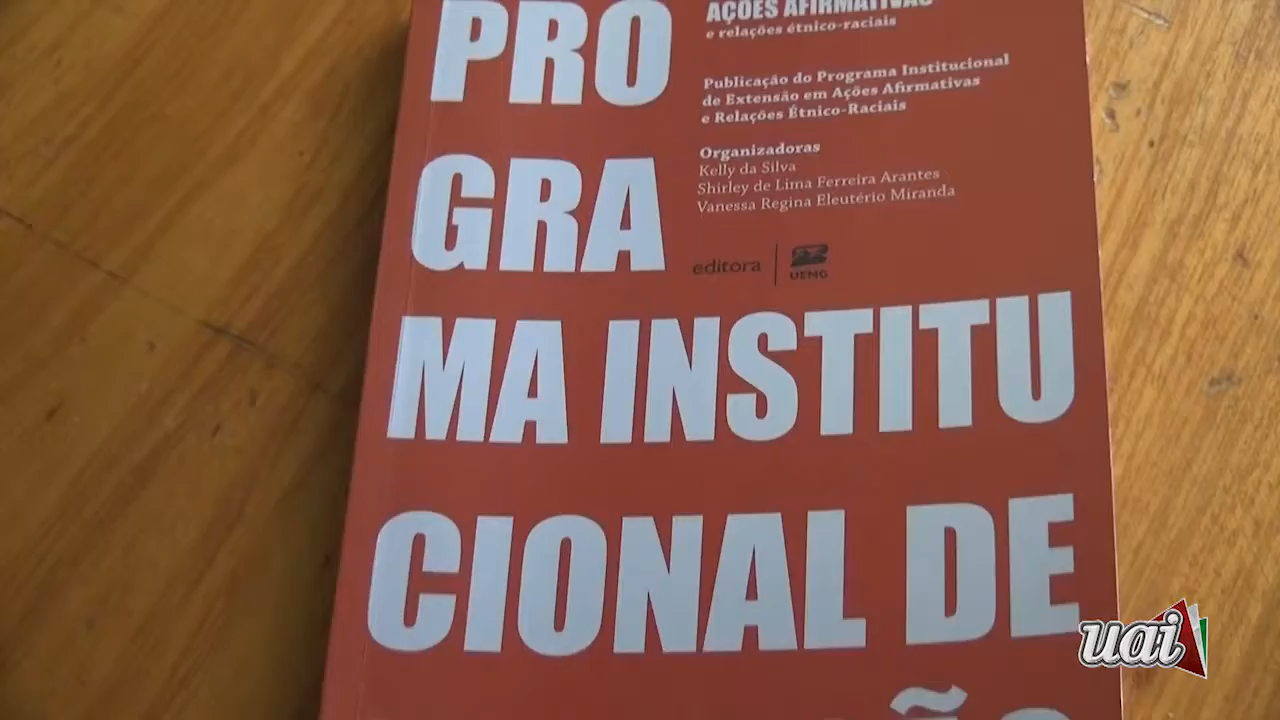 PRO
GRA
MA INSTITU
CIONAL DE
AÇÕES AFIRMATIVAS
e relações étnico-raciais
Publicação do Programa Institucional
de Extensão em Ações Afirmativas
e Relações Étnico-Raciais
Organizadoras
Kelly da Silva
Shirley de Lima Ferreira Arantes
Vanessa Regina Eleutério Miranda
editora
UEMG
uai